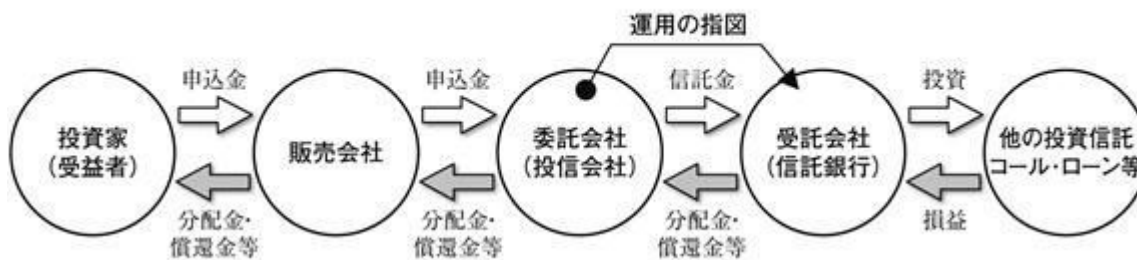 運用の指図
申込金
申込金
信託金
投資
投資家
(受益者)
販売会社
委託会社
(投信会社)
受託会社
(信託銀行)
他の投資信託
コール・ローン等
分配金・
償還金等
分配金・
償還金等
分配金・
償還金等
損益